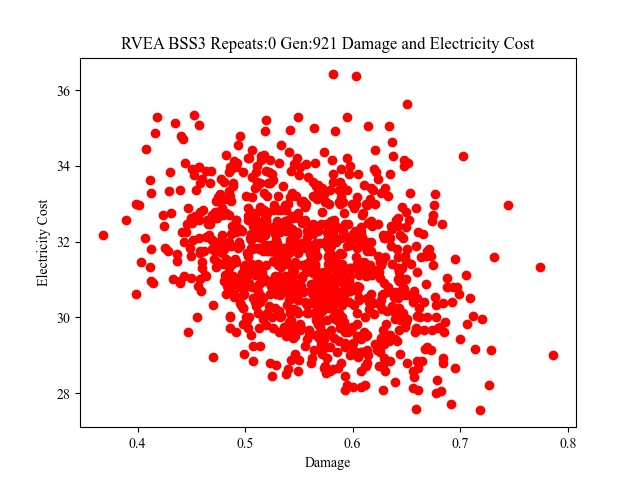 RVEA BSS3 Repeats:0 Gen:921 Damage and Electricity Cost
36
34
32
30
28
Electricity Cost
0.4 0.5 0.6 0.7 0.8
Damage